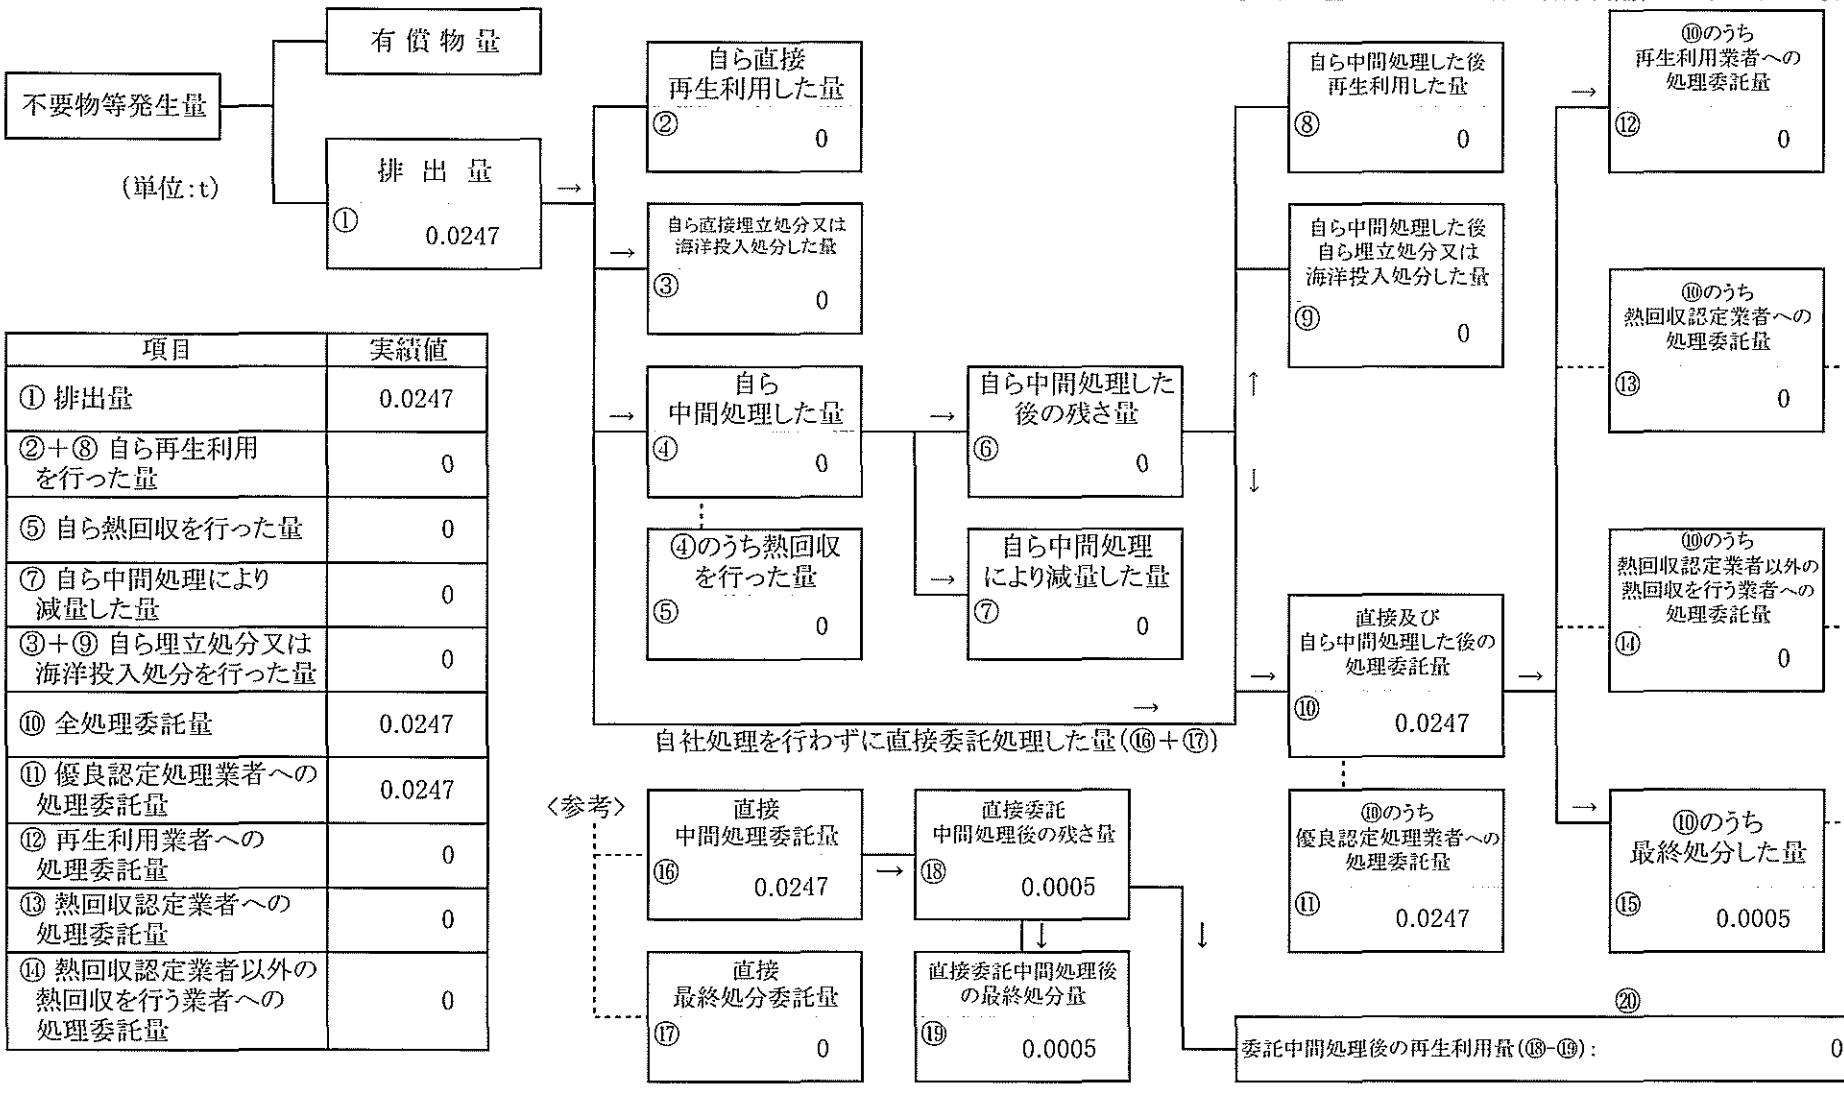 不要物等発生量
(単位:t)
有償物量
排出量
①
0.0247
→
自ら直接
再生利用した量
②
0
→
自ら直接埋立処分又は
海洋投入処分した量
③
0
→
自ら
中間処理した量
④
0
④のうち熱回収
を行った量
⑤
0
→
自ら中間処理した
後の残さ量
⑥
0
→
自ら中間処理
により減量した量
⑦
0
自ら中間処理した後
再生利用した量
⑧
0
自ら中間処理した後
自ら埋立処分又は
海洋投入処分した量
⑨
0
↑
↓
→
自社処理を行わずに直接委託処理した量(⑯+⑰)
→
直接及び
自ら中間処理した後の
処理委託量
⑩
0.0247
⑩のうち
優良認定処理業者への
処理委託量
⑪
0.0247
→
→
⑩のうち
再生利用業者への
処理委託量
⑫
0
⑩のうち
熱回収認定業者への
処理委託量
⑬
0
⑩のうち
熱回収認定業者以外の
熱回収を行う業者への
処理委託量
⑭
0
→
⑩のうち
最終処分した量
⑮
0.0005
項目 実績値
① 排出量 0.0247
②+⑧ 自ら再生利用
を行った量 0
⑤ 自ら熱回収を行った量 0
⑦ 自ら中間処理により
減量した量 0
③+⑨ 自ら埋立処分又は
海洋投入処分を行った量 0
⑩ 全処理委託量 0.0247
⑪ 優良認定処理業者への
処理委託量 0.0247
⑫ 再生利用業者への
処理委託量 0
⑬ 熱回収認定業者への
処理委託量 0
⑭ 熱回収認定業者以外の
熱回収を行う業者への
処理委託量 0
<参考>
直接
中間処理委託量
⑯
0.0247
→
直接委託
中間処理後の残さ量
⑱
0.0005
↓
↓
直接
最終処分委託量
⑰
0
直接委託中間処理後
の最終処分量
⑲
0.0005
⑳
委託中間処理後の再生利用量(⑱-⑲): 0